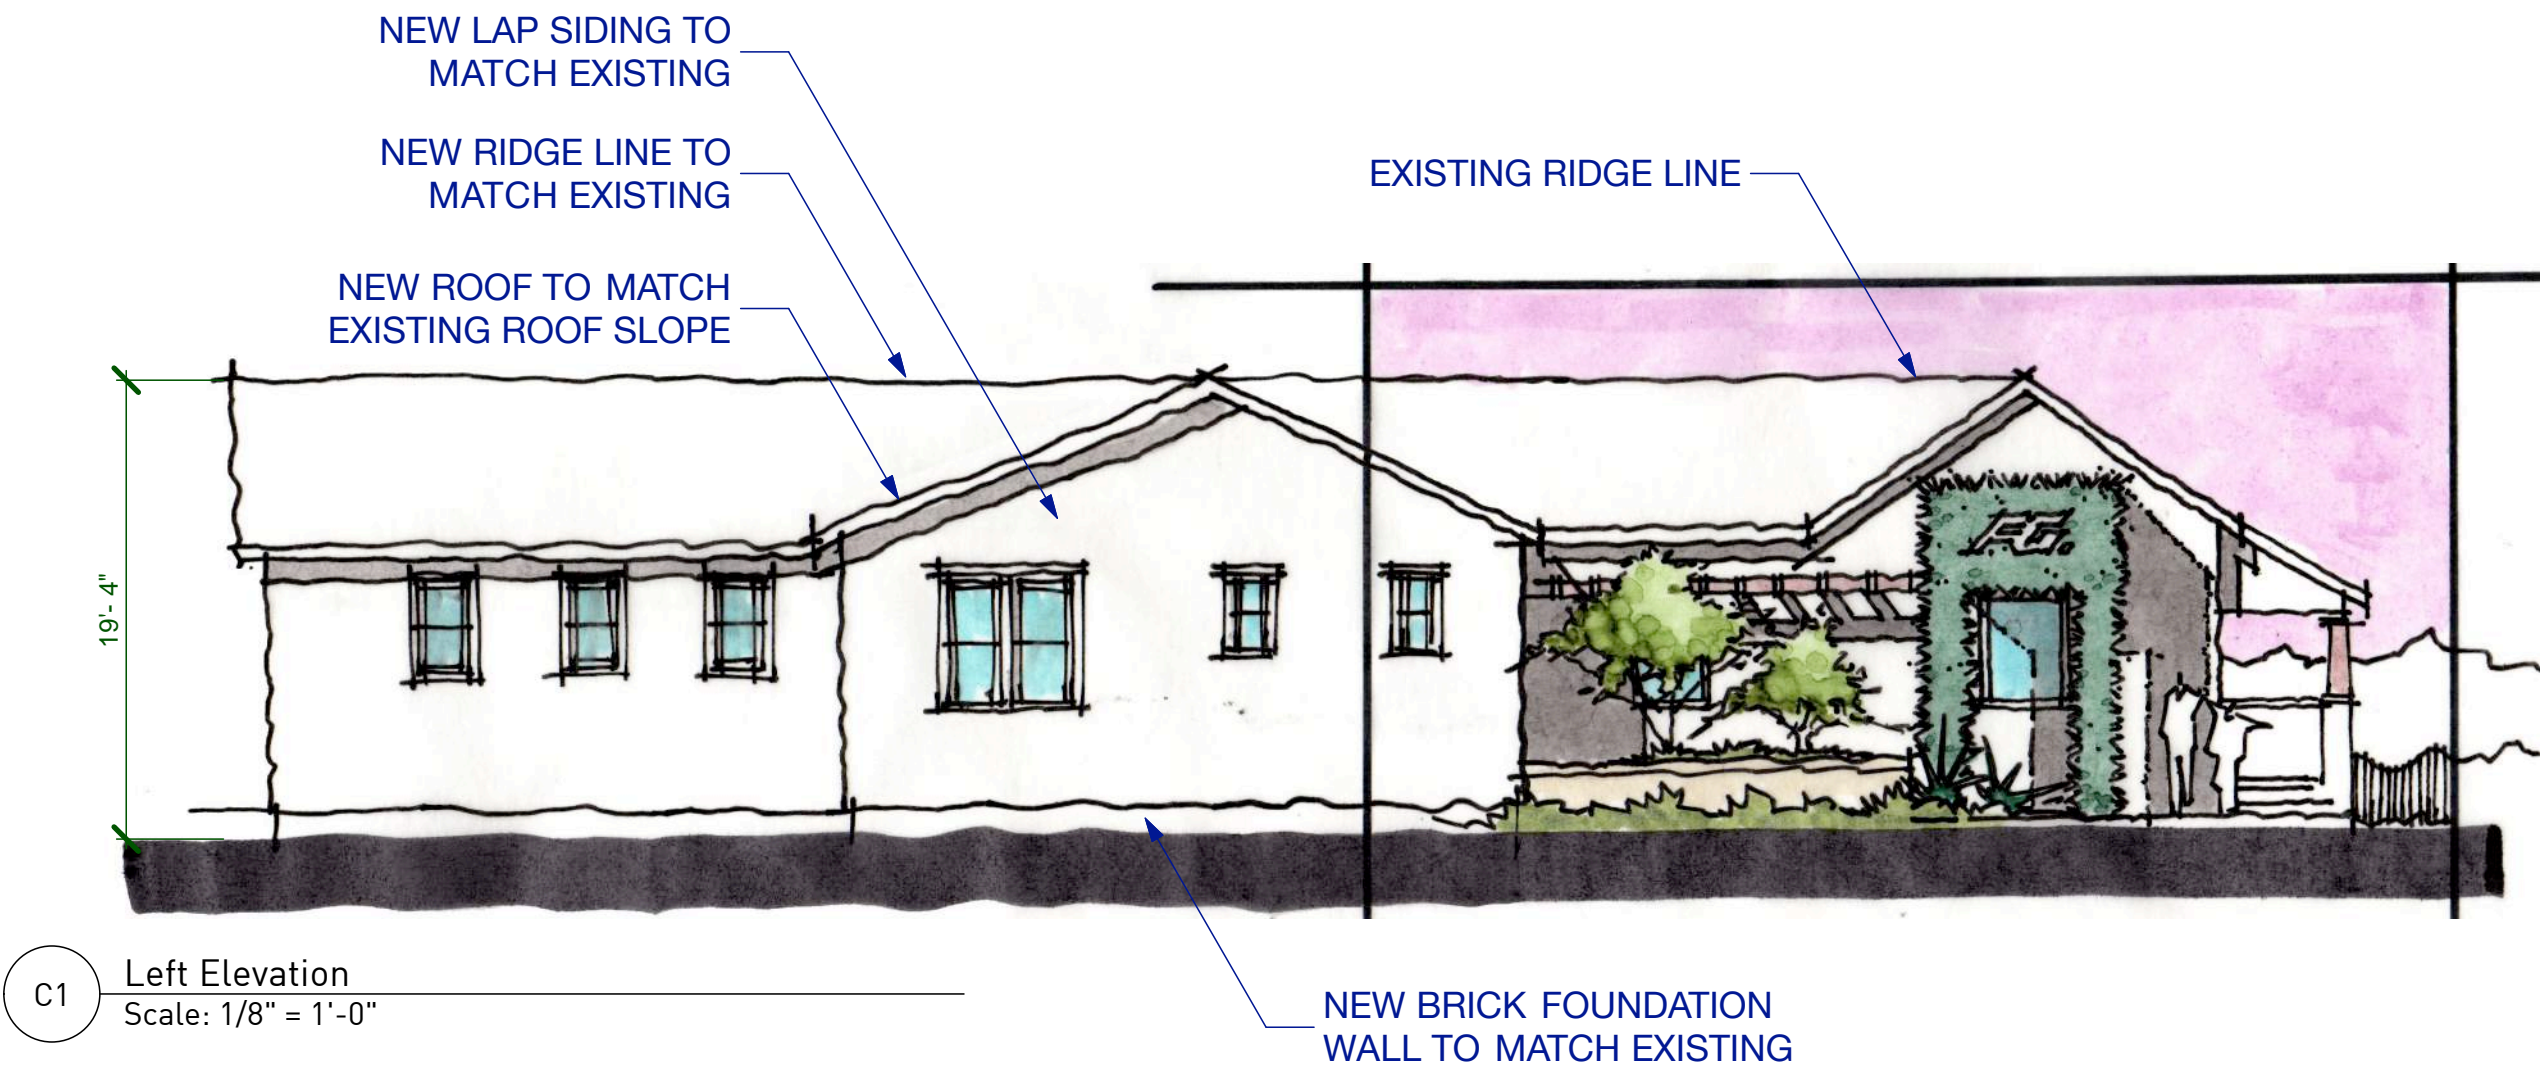 NEW LAP SIDING TO
MATCH EXISTING
NEW RIDGE LINE TO
MATCH EXISTING
EXISTING RIDGE LINE
NEW ROOF TO MATCH
EXISTING ROOF SLOPE
19'- 4"
C1
Left Elevation
Scale: 1/8" = 1'-0"
NEW BRICK FOUNDATION
WALL TO MATCH EXISTING